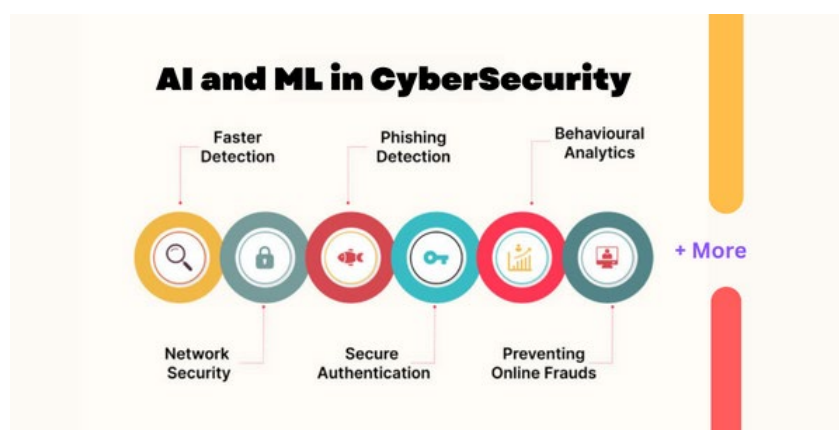 AI and ML in CyberSecurity
Faster
Detection
Phishing
Detection
Behavioural
Analytics
+ More
Network
Security
Secure
Authentication
Preventing
Online Frauds